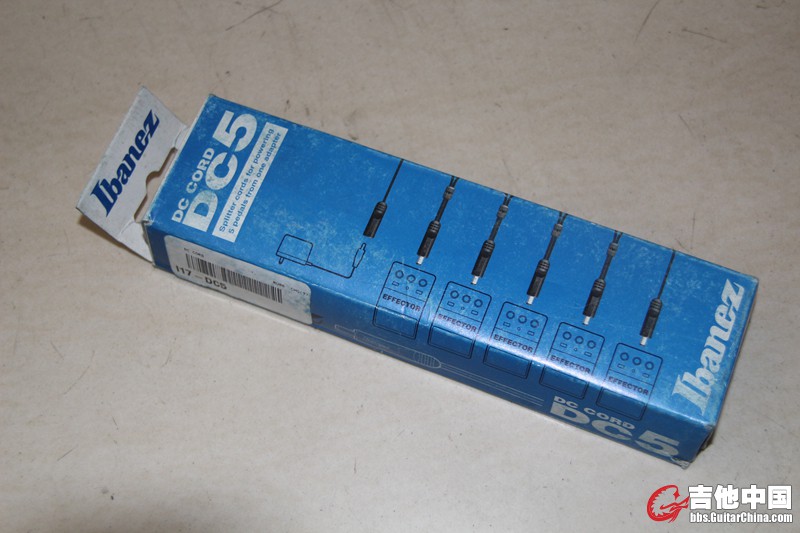 Ibanez
DC CORD
DC5
Splitter cords for powering
5 pedals from one adapter
I17-DC5
EFFECTOR
EFFECTOR
EFFECTOR
EFFECTOR
EFFECTOR
Ibanez
DC CORD
DC5
吉他中国
bbs.GuitarChina.com